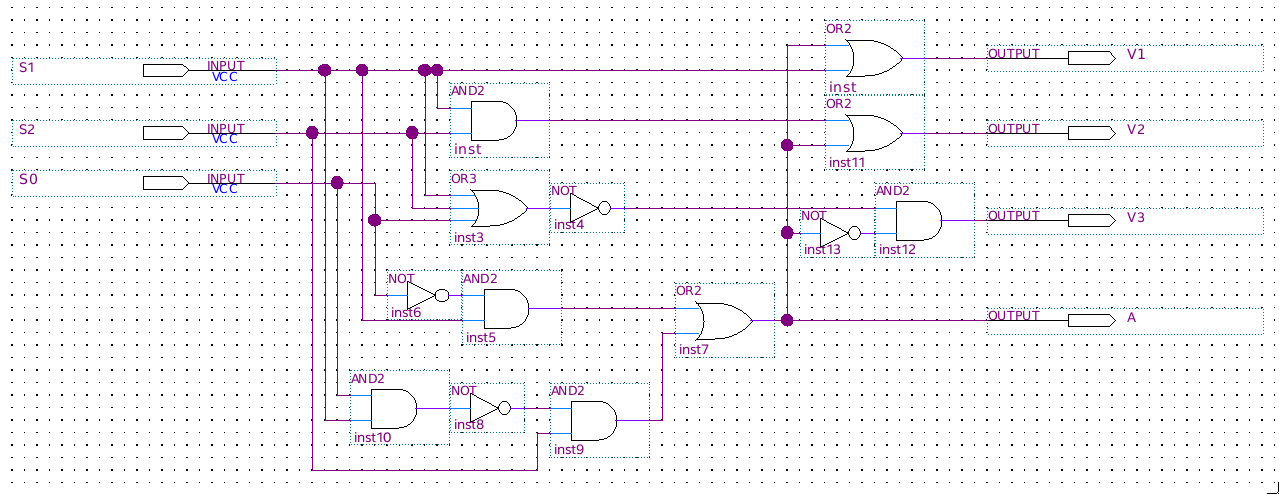 OR2
S1 INPUT VCC
OUTPUT V1
inst
AND2
OR2
S2 INPUT VCC
OUTPUT V2
inst
inst11
S0 INPUT VCC
OR3
NOT
AND2
NOT
OUTPUT V3
inst3
inst4
inst13
inst12
NOT
AND2
OR2
inst6
inst5
OUTPUT A
inst7
AND2
NOT
AND2
inst10
inst8
inst9